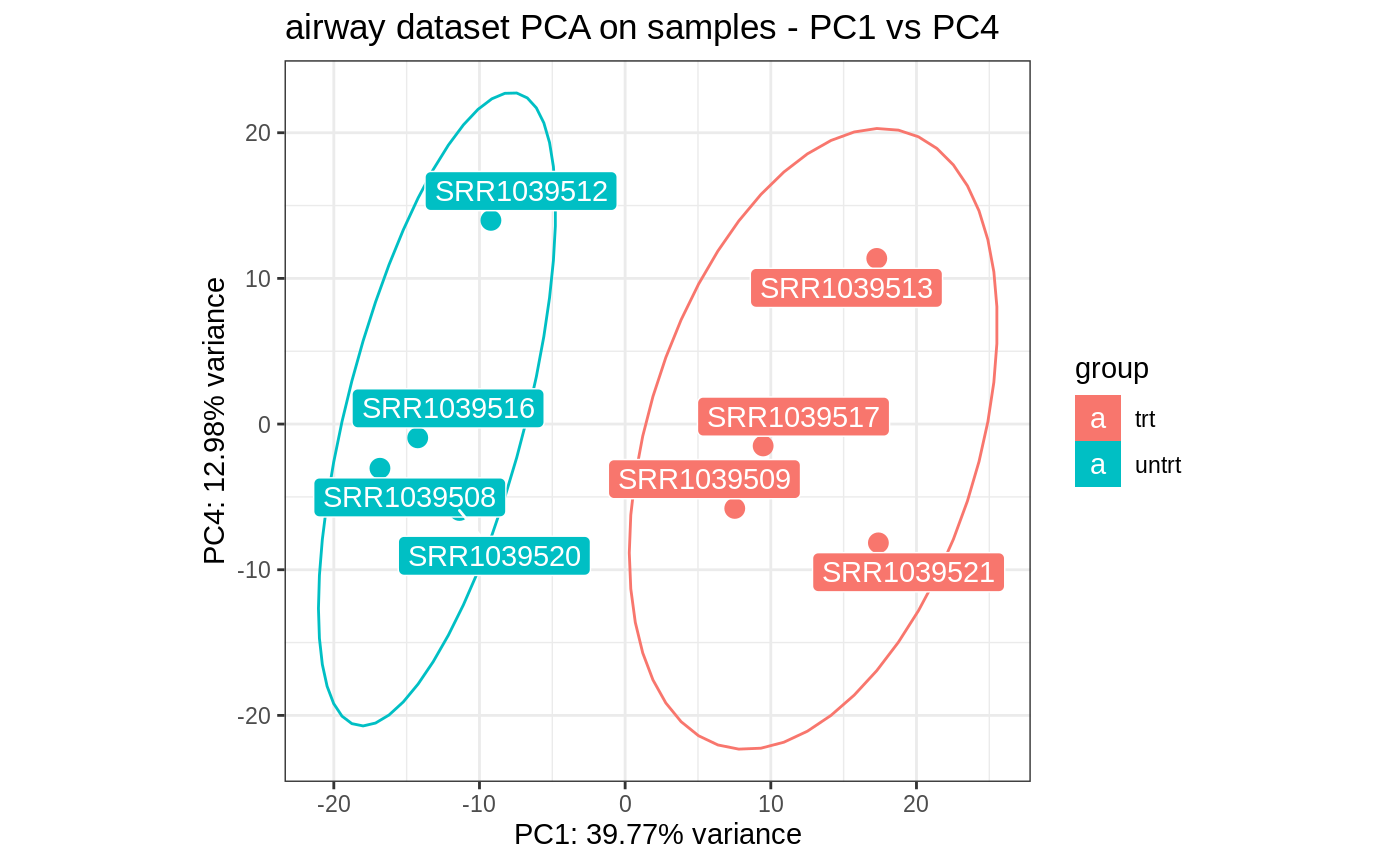 airway dataset PCA on samples - PC1 vs PC4
PC4: 12.98% variance
20
10
0
-10
-20
SRR1039512
SRR1039513
SRR1039516
SRR1039517
SRR1039509
SRR1039508
SRR1039520
SRR1039521
-20
-10
0
10
20
PC1: 39.77% variance
group
a trt
a untrt